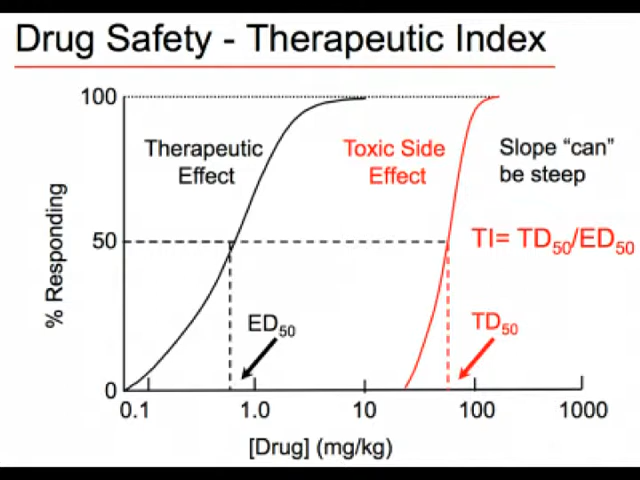 Drug Safety - Therapeutic Index
100
Therapeutic
Effect
Toxic Side
Effect
Slope “can”
be steep
50
TI= TD50/ED50
% Responding
ED50
TD50
0
0.1
1.0
10
100
1000
[Drug] (mg/kg)